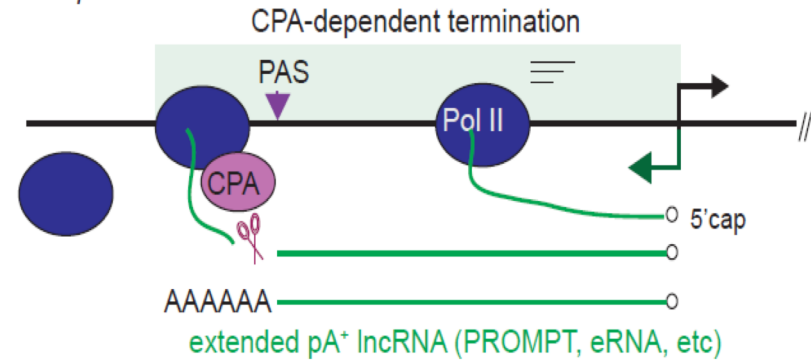 CPA-dependent termination
PAS
Pol II
CPA
5'cap
AAAAAA
extended pA⁺ lncRNA (PROMPT, eRNA, etc)